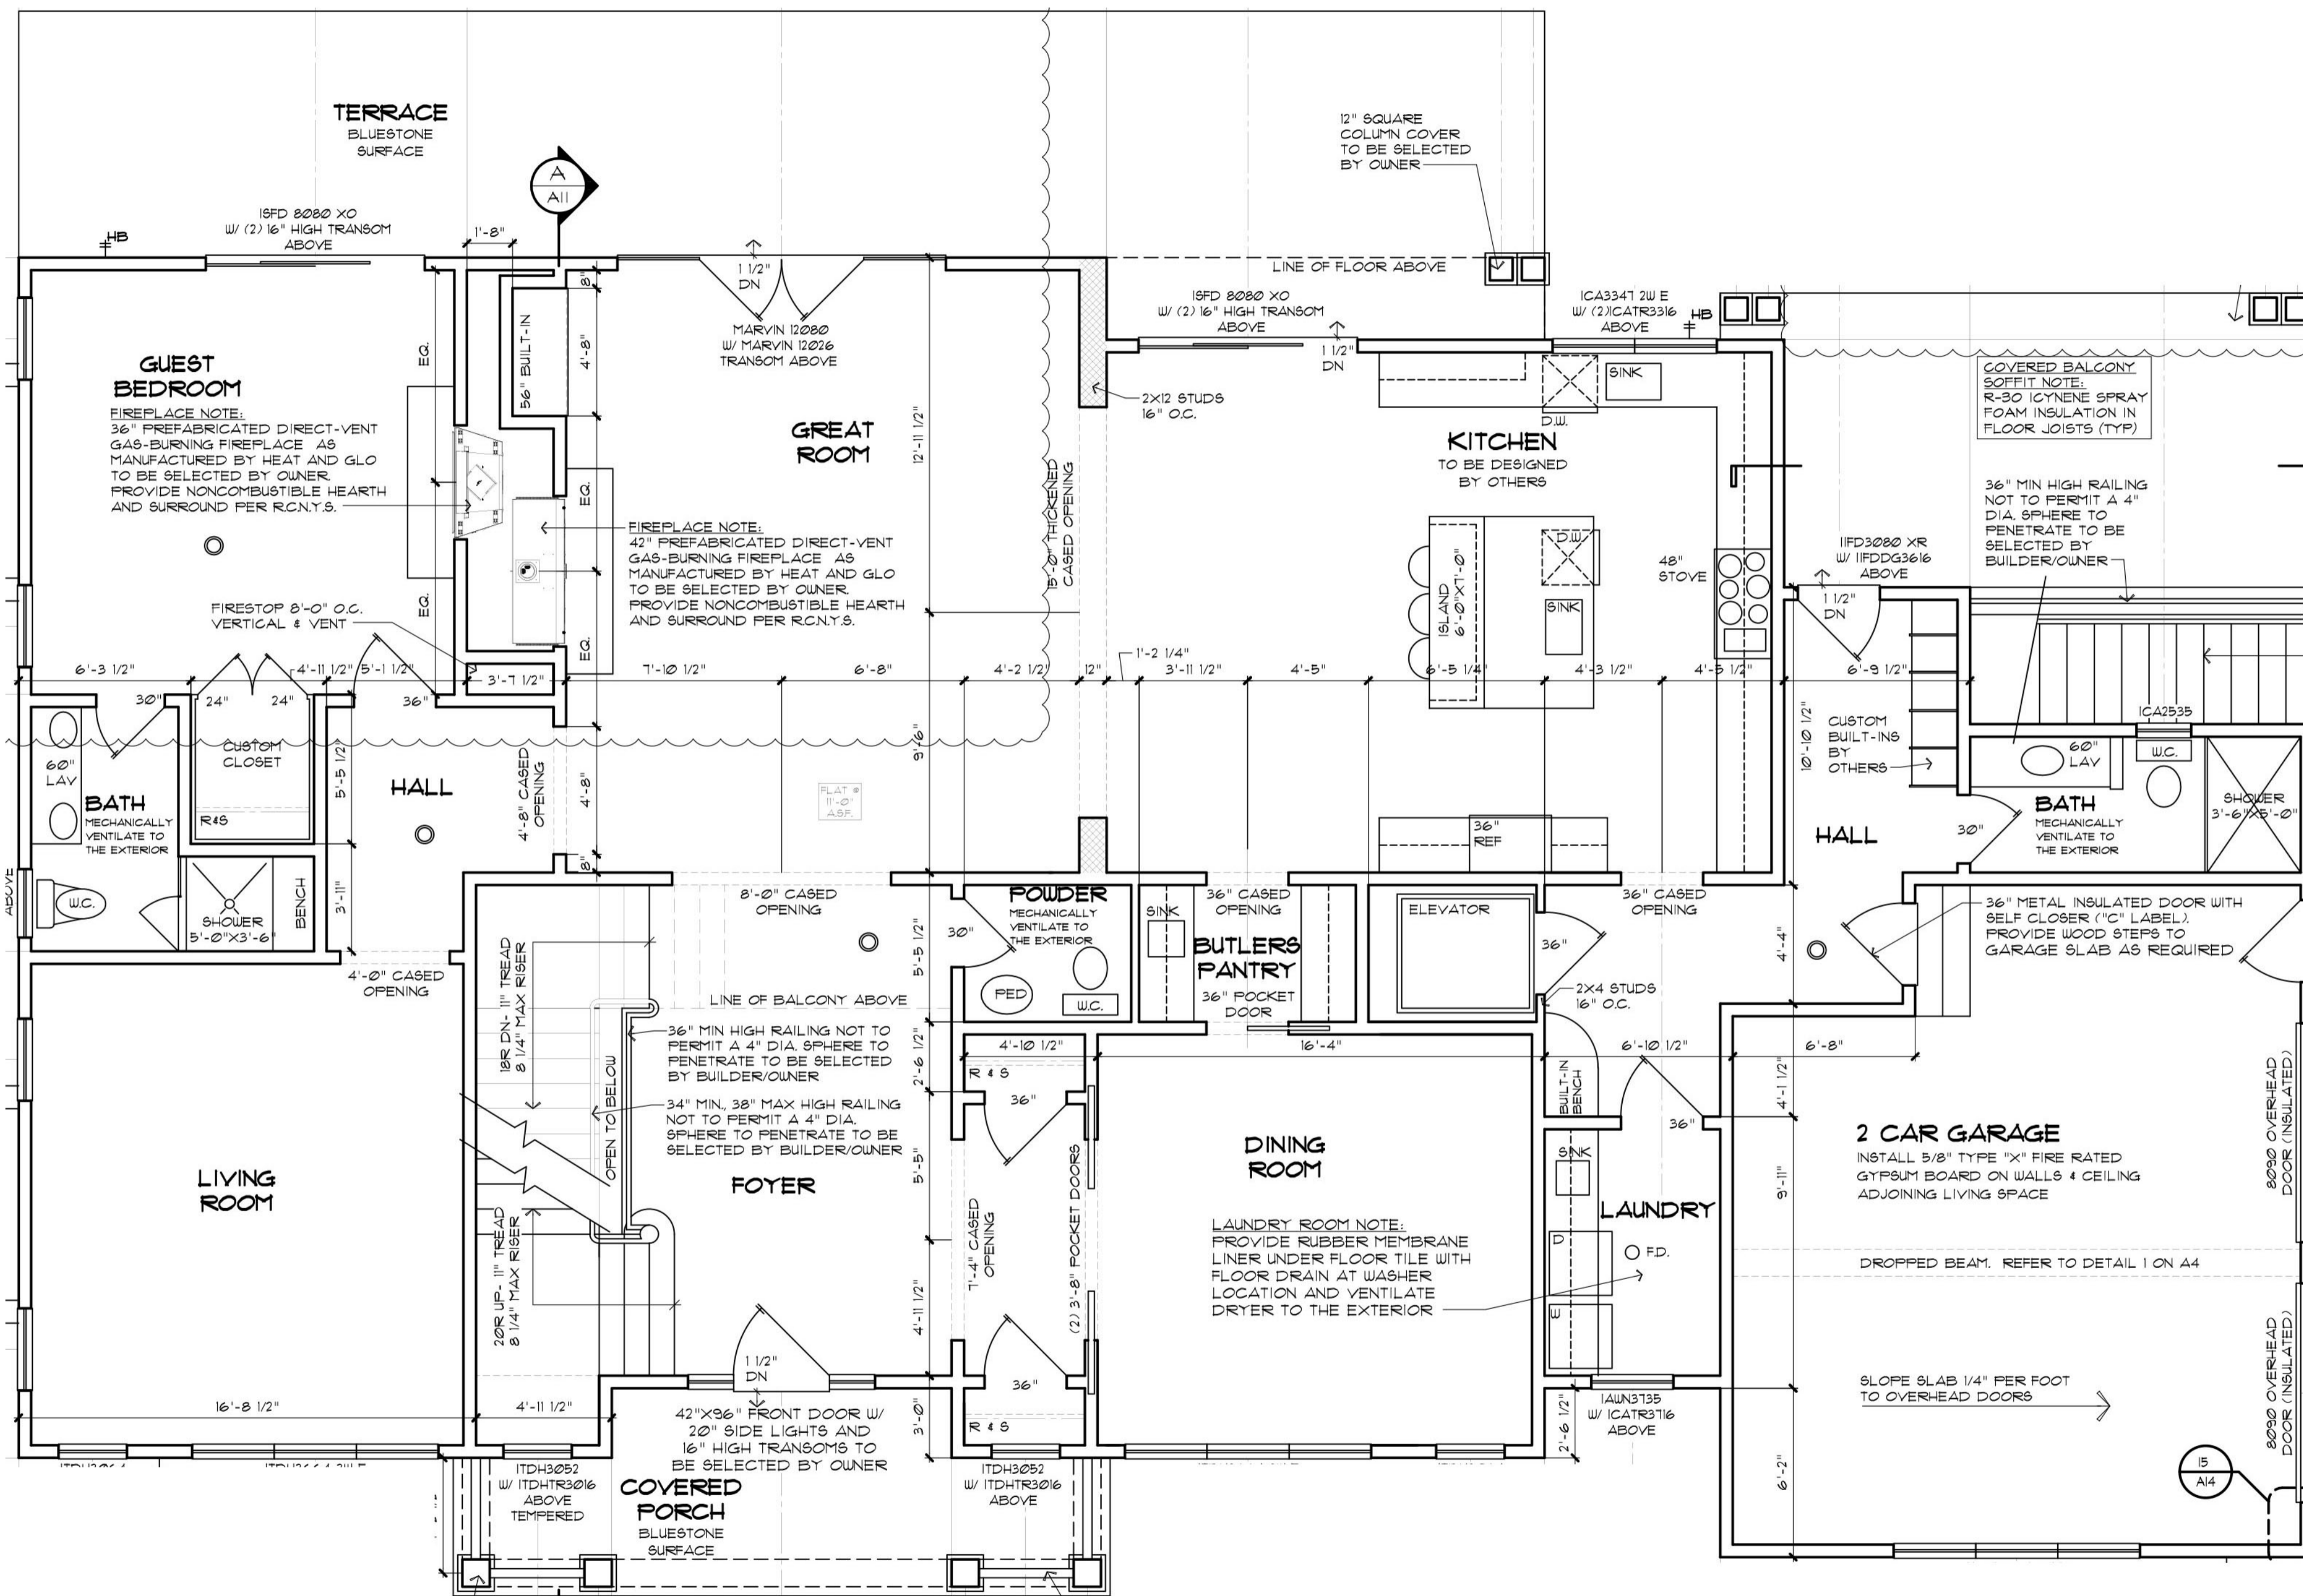 TERRACE
BLUESTONE
SURFACE
A
A11
12" SQUARE
COLUMN COVER
TO BE SELECTED
BY OWNER
HB
ISFD 8080 XO
W/ (2) 16" HIGH TRANSOM
ABOVE
1'-8"
1 1/2"
DN
MARVIN 12080
W/ MARVIN 12026
TRANSOM ABOVE
LINE OF FLOOR ABOVE
ISFD 8080 XO
W/ (2) 16" HIGH TRANSOM
ABOVE
1 1/2"
DN
ICA3347 2W E
W/ (2)ICATR3316
ABOVE
HB
GUEST
BEDROOM
FIREPLACE NOTE:
36" PREFABRICATED DIRECT-VENT
GAS-BURNING FIREPLACE AS
MANUFACTURED BY HEAT AND GLO
TO BE SELECTED BY OWNER.
PROVIDE NONCOMBUSTIBLE HEARTH
AND SURROUND PER R.C.N.Y.S.
EQ.
EQ.
8"
56" BUILT-IN
4'-8"
EQ.
EQ.
GREAT
ROOM
FIREPLACE NOTE:
42" PREFABRICATED DIRECT-VENT
GAS-BURNING FIREPLACE AS
MANUFACTURED BY HEAT AND GLO
TO BE SELECTED BY OWNER.
PROVIDE NONCOMBUSTIBLE HEARTH
AND SURROUND PER R.C.N.Y.S.
12'-11 1/2"
15'-0" THICKENED
CASED OPENING
2X12 STUDS
16" O.C.
KITCHEN
TO BE DESIGNED
BY OTHERS
SINK
D.W.
D.W.
SINK
ISLAND
6'-0"X7'-0"
48"
STOVE
COVERED BALCONY
SOFFIT NOTE:
R-30 ICYNENE SPRAY
FOAM INSULATION IN
FLOOR JOISTS (TYP)
36" MIN HIGH RAILING
NOT TO PERMIT A 4"
DIA. SPHERE TO
PENETRATE TO BE
SELECTED BY
BUILDER/OWNER
IIFD3080 XR
W/ IIFDDG3616
ABOVE
1 1/2"
DN
FIRESTOP 8'-0" O.C.
VERTICAL & VENT
6'-3 1/2"
4'-11 1/2"
5'-1 1/2"
3'-7 1/2"
7'-10 1/2"
6'-8"
4'-2 1/2"
12"
1'-2 1/4"
3'-11 1/2"
4'-5"
6'-5 1/4"
4'-3 1/2"
4'-5 1/2"
6'-9 1/2"
30"
24"
24"
36"
60"
LAV
BATH
MECHANICALLY
VENTILATE TO
THE EXTERIOR
CUSTOM
CLOSET
R&S
5'-5 1/2"
HALL
4'-8" CASED
OPENING
4'-8"
8"
FLAT @
11'-0"
A.S.F.
9'-6"
36"
REF
10'-10 1/2"
CUSTOM
BUILT-INS
BY
OTHERS
ICA2535
60"
LAV
W.C.
BATH
MECHANICALLY
VENTILATE TO
THE EXTERIOR
SHOWER
3'-6"X5'-0"
HALL
30"
ABOVE
W.C.
SHOWER
5'-0"X3'-6"
BENCH
3'-11"
8'-0" CASED
OPENING
POWDER
MECHANICALLY
VENTILATE TO
THE EXTERIOR
30"
5'-5 1/2"
PED
W.C.
SINK
36" CASED
OPENING
BUTLERS
PANTRY
36" POCKET
DOOR
ELEVATOR
36"
36" CASED
OPENING
2X4 STUDS
16" O.C.
4'-4"
36" METAL INSULATED DOOR WITH
SELF CLOSER ("C" LABEL).
PROVIDE WOOD STEPS TO
GARAGE SLAB AS REQUIRED
4'-0" CASED
OPENING
18R DN- 11" TREAD
8 1/4" MAX RISER
LINE OF BALCONY ABOVE
36" MIN HIGH RAILING NOT TO
PERMIT A 4" DIA. SPHERE TO
PENETRATE TO BE SELECTED
BY BUILDER/OWNER
34" MIN., 38" MAX HIGH RAILING
NOT TO PERMIT A 4" DIA.
SPHERE TO PENETRATE TO BE
SELECTED BY BUILDER/OWNER
OPEN TO BELOW
2'-6 1/2"
4'-10 1/2"
16'-4"
6'-10 1/2"
6'-8"
R & S
36"
BUILT-IN
BENCH
4'-1 1/2"
36"
LIVING
ROOM
FOYER
5'-5"
7'-4" CASED
OPENING
(2) 3'-8" POCKET DOORS
DINING
ROOM
LAUNDRY ROOM NOTE:
PROVIDE RUBBER MEMBRANE
LINER UNDER FLOOR TILE WITH
FLOOR DRAIN AT WASHER
LOCATION AND VENTILATE
DRYER TO THE EXTERIOR
SINK
LAUNDRY
D
F.D.
W
9'-11"
2 CAR GARAGE
INSTALL 5/8" TYPE "X" FIRE RATED
GYPSUM BOARD ON WALLS & CEILING
ADJOINING LIVING SPACE
8090 OVERHEAD
DOOR (INSULATED)
DROPPED BEAM. REFER TO DETAIL 1 ON A4
20R UP- 11" TREAD
8 1/4" MAX RISER
4'-11 1/2"
1 1/2"
DN
36"
R & S
3'-0"
16'-8 1/2"
4'-11 1/2"
42"X96" FRONT DOOR W/
20" SIDE LIGHTS AND
16" HIGH TRANSOMS TO
BE SELECTED BY OWNER
2'-6 1/2"
IAWN3735
W/ ICATR3716
ABOVE
SLOPE SLAB 1/4" PER FOOT
TO OVERHEAD DOORS
8090 OVERHEAD
DOOR (INSULATED)
6'-2"
15
A14
ITDH3052
W/ ITDHTR3016
ABOVE
TEMPERED
COVERED
PORCH
BLUESTONE
SURFACE
ITDH3052
W/ ITDHTR3016
ABOVE